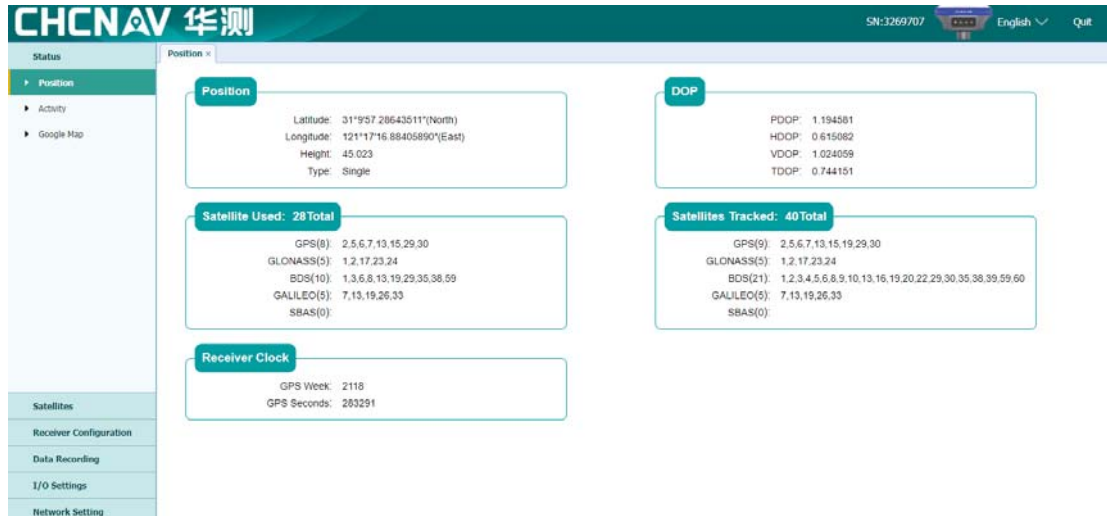 CHCNAV 华测
SN:3269707
English
Quit
Status
Position
Activity
Google Map
Satellites
Receiver Configuration
Data Recording
I/O Settings
Network Setting
Position ×
Position
Latitude: 31°9'57.28643511"(North)
Longitude: 121°17'16.88405890"(East)
Height: 45.023
Type: Single
DOP
PDOP: 1.194581
HDOP: 0.615082
VDOP: 1.024059
TDOP: 0.744151
Satellite Used: 28Total
GPS(8): 2,5,6,7,13,15,29,30
GLONASS(5): 1,2,17,23,24
BDS(10): 1,3,6,8,13,19,29,35,38,59
GALILEO(5): 7,13,19,26,33
SBAS(0):
Satellites Tracked: 40Total
GPS(9): 2,5,6,7,13,15,19,29,30
GLONASS(5): 1,2,17,23,24
BDS(21): 1,2,3,4,5,6,8,9,10,13,16,19,20,22,29,30,35,38,39,59,60
GALILEO(5): 7,13,19,26,33
SBAS(0):
Receiver Clock
GPS Week: 2118
GPS Seconds: 283291